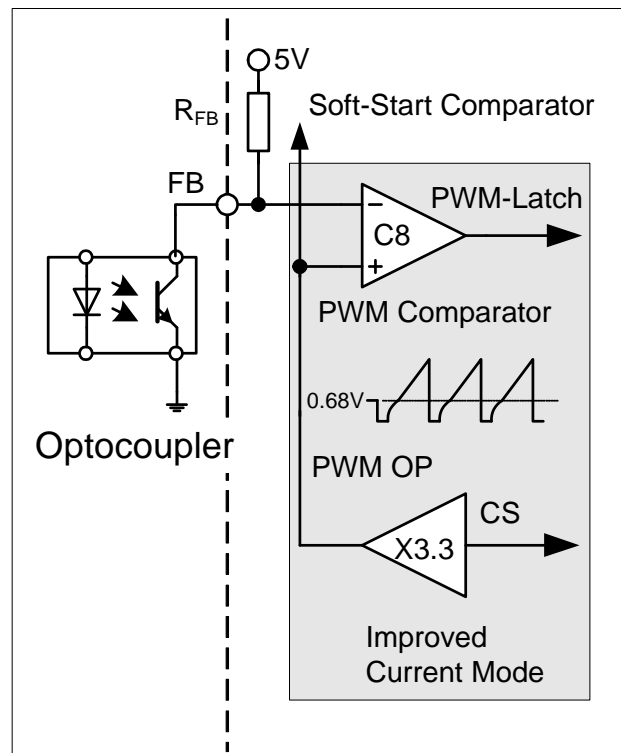 5V
R_FB
Soft-Start Comparator
FB
PWM-Latch
−
C8
+
PWM Comparator
0.68V
Optocoupler
PWM OP
CS
X3.3
Improved
Current Mode